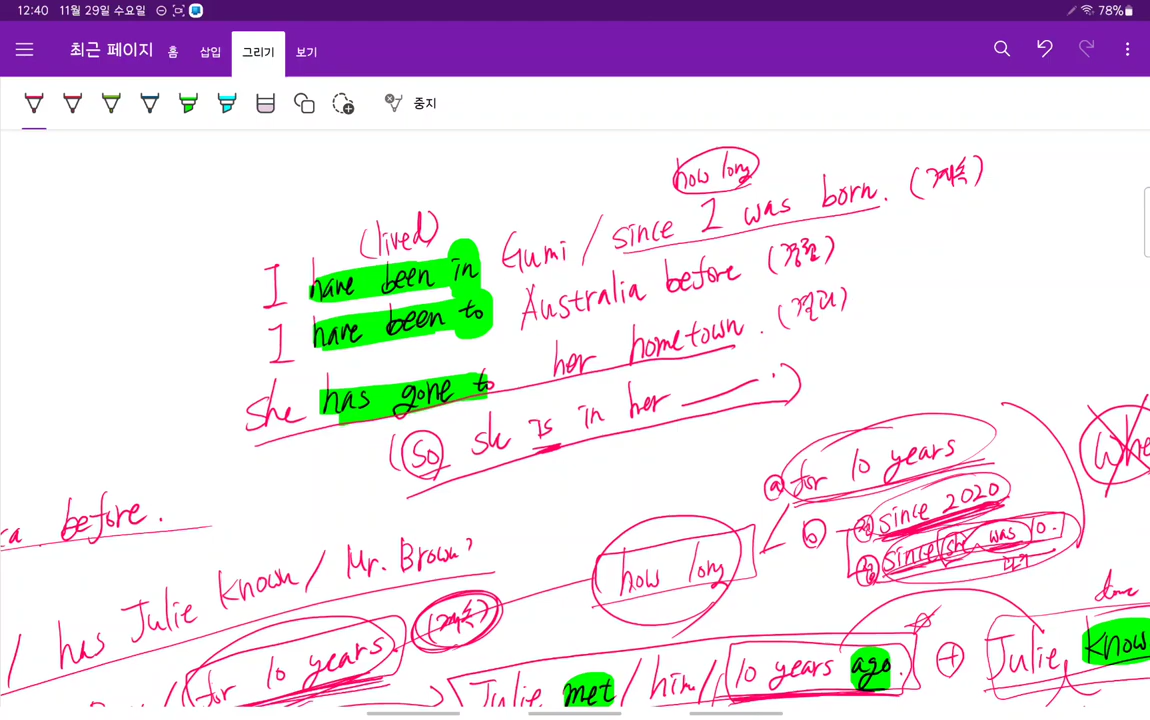 12:40 11월 29일 수요일 78%
최근 페이지 홈 삽입 그리기 보기
중지
how long
(lived)
I have been in Gumi / since I was born. (계속)
I have been to Australia before (경험)
She has gone to her hometown. (결과)
(So she is in her
ⓐ for 10 years
ⓑ since 2020
since she was 10.
Whe
ca before.
how long
/ has Julie known / Mr. Brown?
(계속)
for 10 years
Julie met / him / 10 years ago. + Julie know